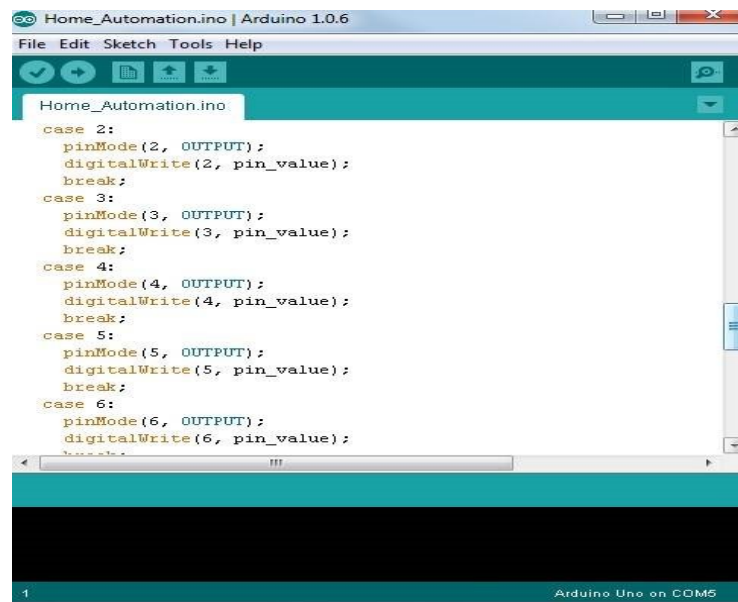 Home_Automation.ino | Arduino 1.0.6
File Edit Sketch Tools Help
Home_Automation.ino
case 2:
pinMode(2, OUTPUT);
digitalWrite(2, pin_value);
break;
case 3:
pinMode(3, OUTPUT);
digitalWrite(3, pin_value);
break;
case 4:
pinMode(4, OUTPUT);
digitalWrite(4, pin_value);
break;
case 5:
pinMode(5, OUTPUT);
digitalWrite(5, pin_value);
break;
case 6:
pinMode(6, OUTPUT);
digitalWrite(6, pin_value);
1
Arduino Uno on COM5